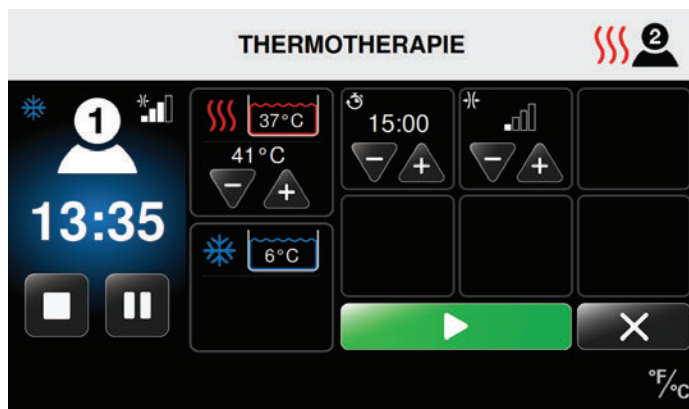 THERMOTHERAPIE
2
1
13:35
37°C
41°C
- +
6°C
15:00
- +
- +
°F/°C